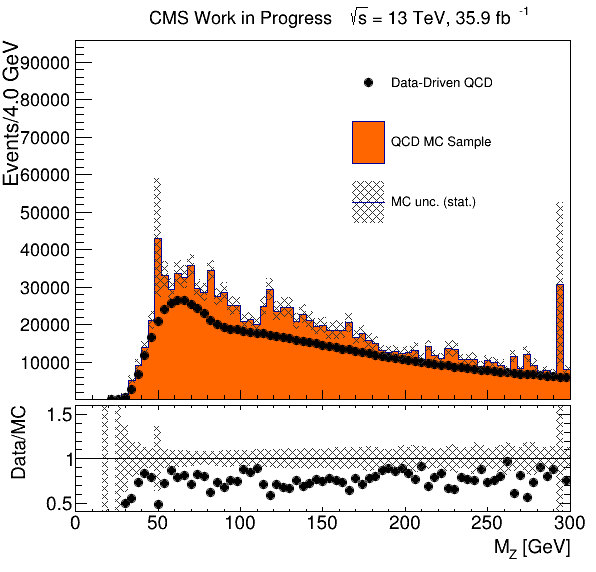 CMS Work in Progress √s = 13 TeV, 35.9 fb⁻¹
Events/4.0 GeV
90000
80000
70000
60000
50000
40000
30000
20000
10000
Data-Driven QCD
QCD MC Sample
MC unc. (stat.)
Data/MC
1.5
1
0.5
0 50 100 150 200 250 300
M_Z [GeV]